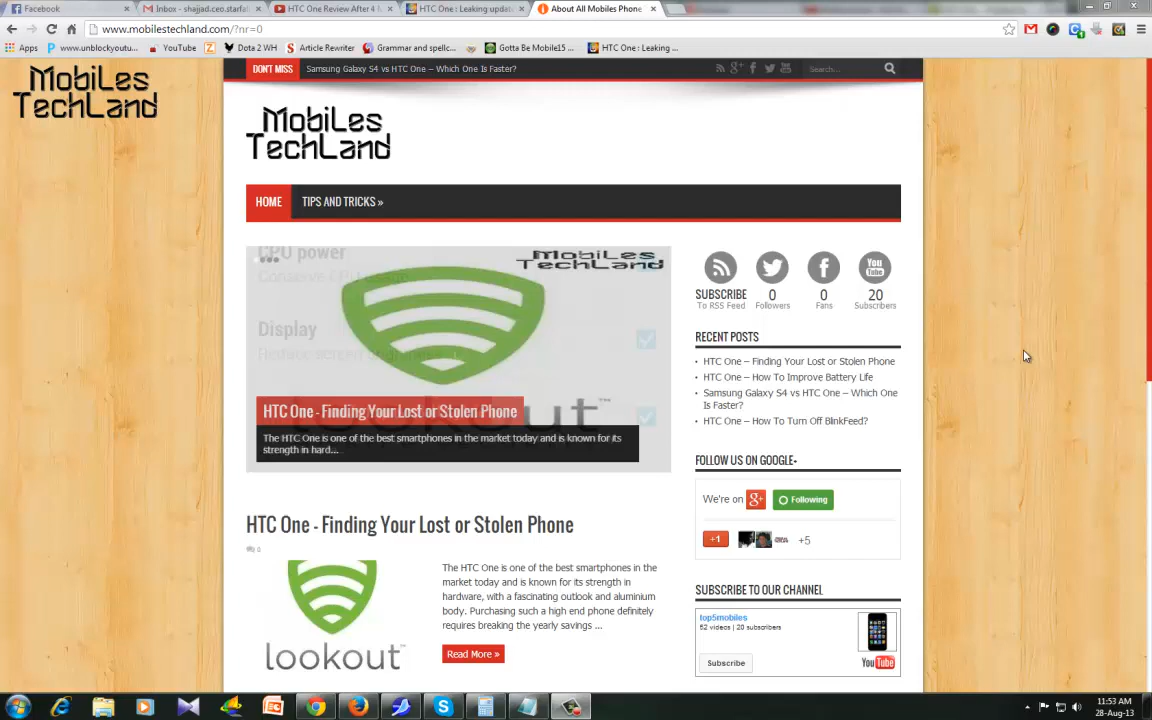 Facebook
Inbox - shajjad.ceo.starfa
HTC One Review After 4
HTC One : Leaking updat
About All Mobiles Phone
www.mobilestechland.com/?nr=0
Apps
www.unblockyoutu...
YouTube
Dota 2 WH
Article Rewriter
Grammar and spellc...
Gotta Be Mobile15...
HTC One : Leaking ...
MobiLes
TechLand
DON'T MISS
Samsung Galaxy S4 vs HTC One – Which One Is Faster?
Search...
MobiLes
TechLand
HOME
TIPS AND TRICKS »
CPU power
Display
MobiLes
TechLand
HTC One - Finding Your Lost or Stolen Phone
The HTC One is one of the best smartphones in the market today and is known for its
strength in hard...
SUBSCRIBE
To RSS Feed
0
Followers
0
Fans
You
Tube
20
Subscribers
RECENT POSTS
HTC One – Finding Your Lost or Stolen Phone
HTC One – How To Improve Battery Life
Samsung Galaxy S4 vs HTC One – Which One
Is Faster?
HTC One – How To Turn Off BlinkFeed?
FOLLOW US ON GOOGLE+
We're on
g+
Following
+1
+5
SUBSCRIBE TO OUR CHANNEL
top5mobiles
52 videos | 20 subscribers
Subscribe
YouTube
HTC One - Finding Your Lost or Stolen Phone
0
lookout
The HTC One is one of the best smartphones in the
market today and is known for its strength in
hardware, with a fascinating outlook and aluminium
body. Purchasing such a high end phone definitely
requires breaking the yearly savings ...
Read More »
11:53 AM
28-Aug-13